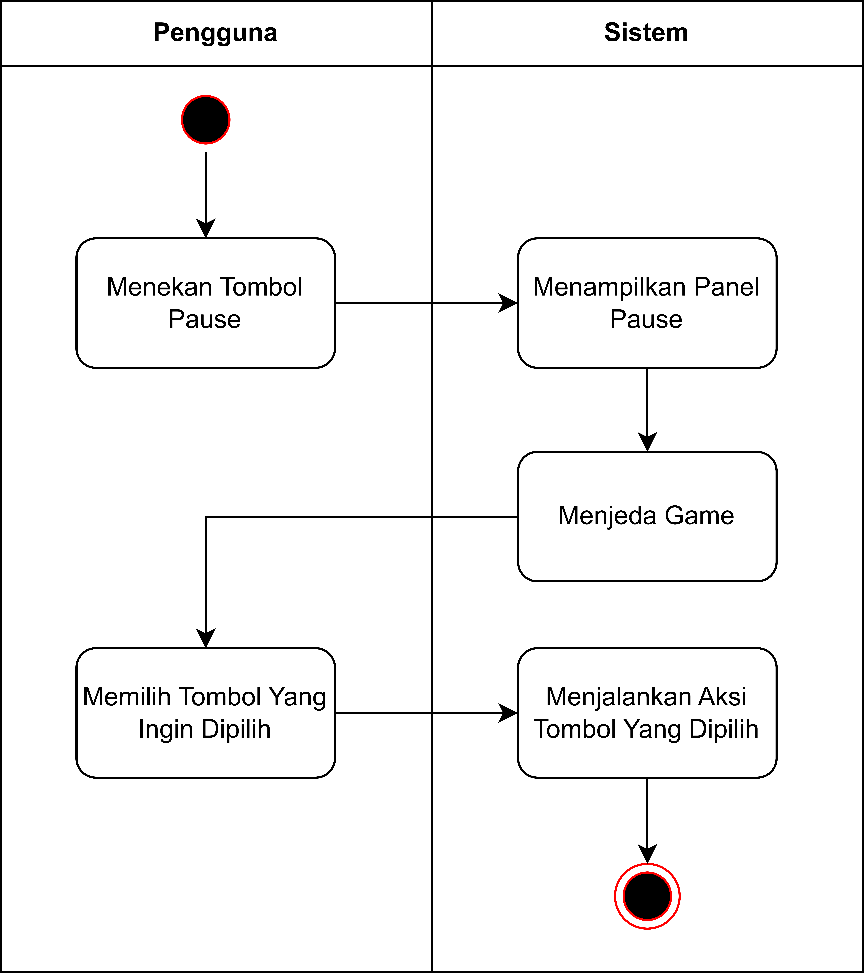 Pengguna
Sistem
Menekan Tombol
Pause
Menampilkan Panel
Pause
Menjeda Game
Memilih Tombol Yang
Ingin Dipilih
Menjalankan Aksi
Tombol Yang Dipilih